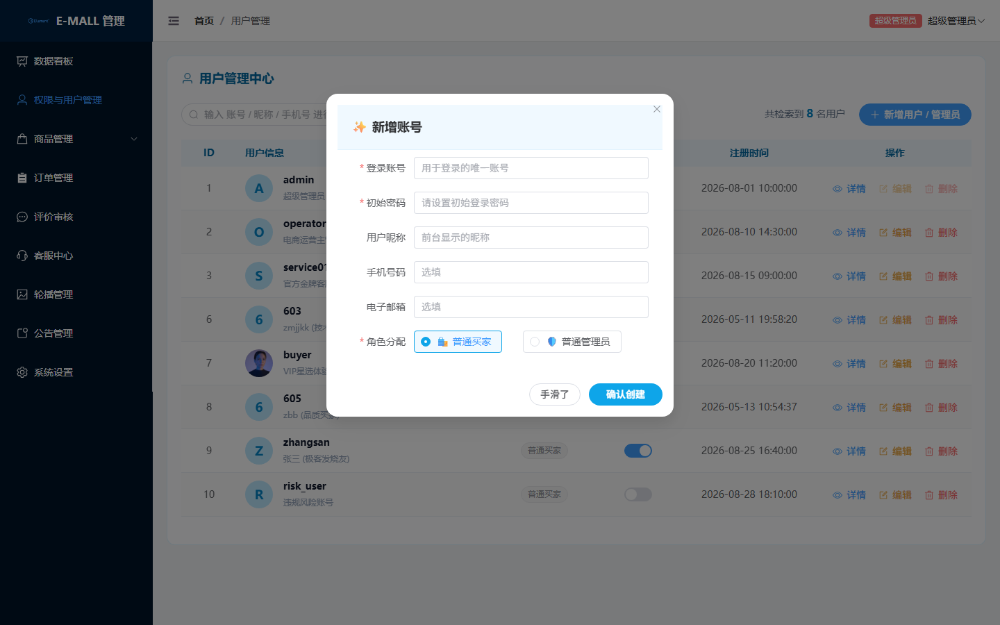 Element E-MALL 管理
首页 / 用户管理
超级管理员 超级管理员
数据看板
权限与用户管理
商品管理
订单管理
评价审核
客服中心
轮播管理
公告管理
系统设置
用户管理中心
输入 账号 / 昵称 / 手机号 进行
共检索到 8 名用户
新增用户 / 管理员
ID 用户信息 注册时间 操作
1 A admin 2026-08-01 10:00:00 详情 编辑 删除
超级管理员
2 O operator 2026-08-10 14:30:00 详情 编辑 删除
电商运营主
3 S service01 2026-08-15 09:00:00 详情 编辑 删除
官方金牌客
6 6 603 2026-05-11 19:58:20 详情 编辑 删除
zmjjkk (技
7 buyer 2026-08-20 11:20:00 详情 编辑 删除
VIP星选体
8 6 605 2026-05-13 10:54:37 详情 编辑 删除
zbb (品质买家)
9 Z zhangsan 普通买家 2026-08-25 16:40:00 详情 编辑 删除
张三 (极客发烧友)
10 R risk_user 普通买家 2026-08-28 18:10:00 详情 编辑 删除
违规风险账号
新增账号
* 登录账号 用于登录的唯一账号
* 初始密码 请设置初始登录密码
用户昵称 前台显示的昵称
手机号码 选填
电子邮箱 选填
* 角色分配 普通买家 普通管理员
手滑了 确认创建